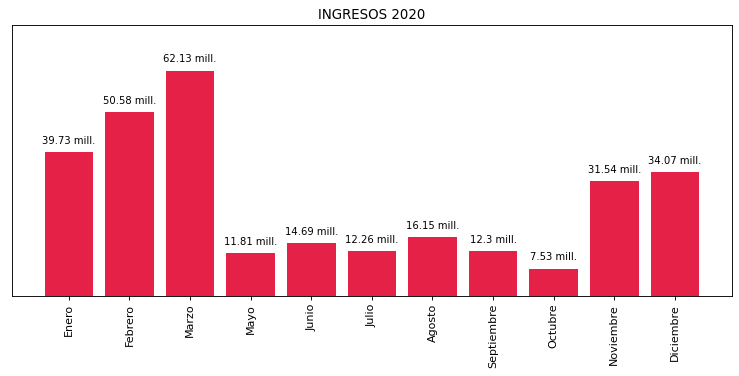 INGRESOS 2020
39.73 mill.
50.58 mill.
62.13 mill.
11.81 mill.
14.69 mill.
12.26 mill.
16.15 mill.
12.3 mill.
7.53 mill.
31.54 mill.
34.07 mill.
Enero
Febrero
Marzo
Mayo
Junio
Julio
Agosto
Septiembre
Octubre
Noviembre
Diciembre